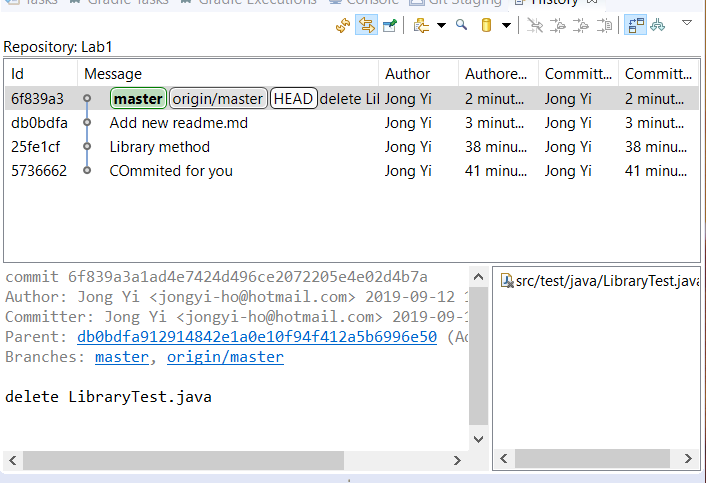 Tasks Gradle Tasks Gradle Executions Console Git Staging History
Repository: Lab1
Id Message Author Authore... Committ... Committ...
6f839a3 master origin/master HEAD delete Lil Jong Yi 2 minut... Jong Yi 2 minut...
db0bdfa Add new readme.md Jong Yi 3 minut... Jong Yi 3 minut...
25fe1cf Library method Jong Yi 38 minu... Jong Yi 38 minu...
5736662 COmmited for you Jong Yi 41 minu... Jong Yi 41 minu...
commit 6f839a3a1ad4e7424d496ce2072205e4e02d4b7a
Author: Jong Yi <jongyi-ho@hotmail.com> 2019-09-12 1
Committer: Jong Yi <jongyi-ho@hotmail.com> 2019-09-1
Parent: db0bdfa912914842e1a0e10f94f412a5b6996e50 (Ad
Branches: master, origin/master
delete LibraryTest.java
src/test/java/LibraryTest.java